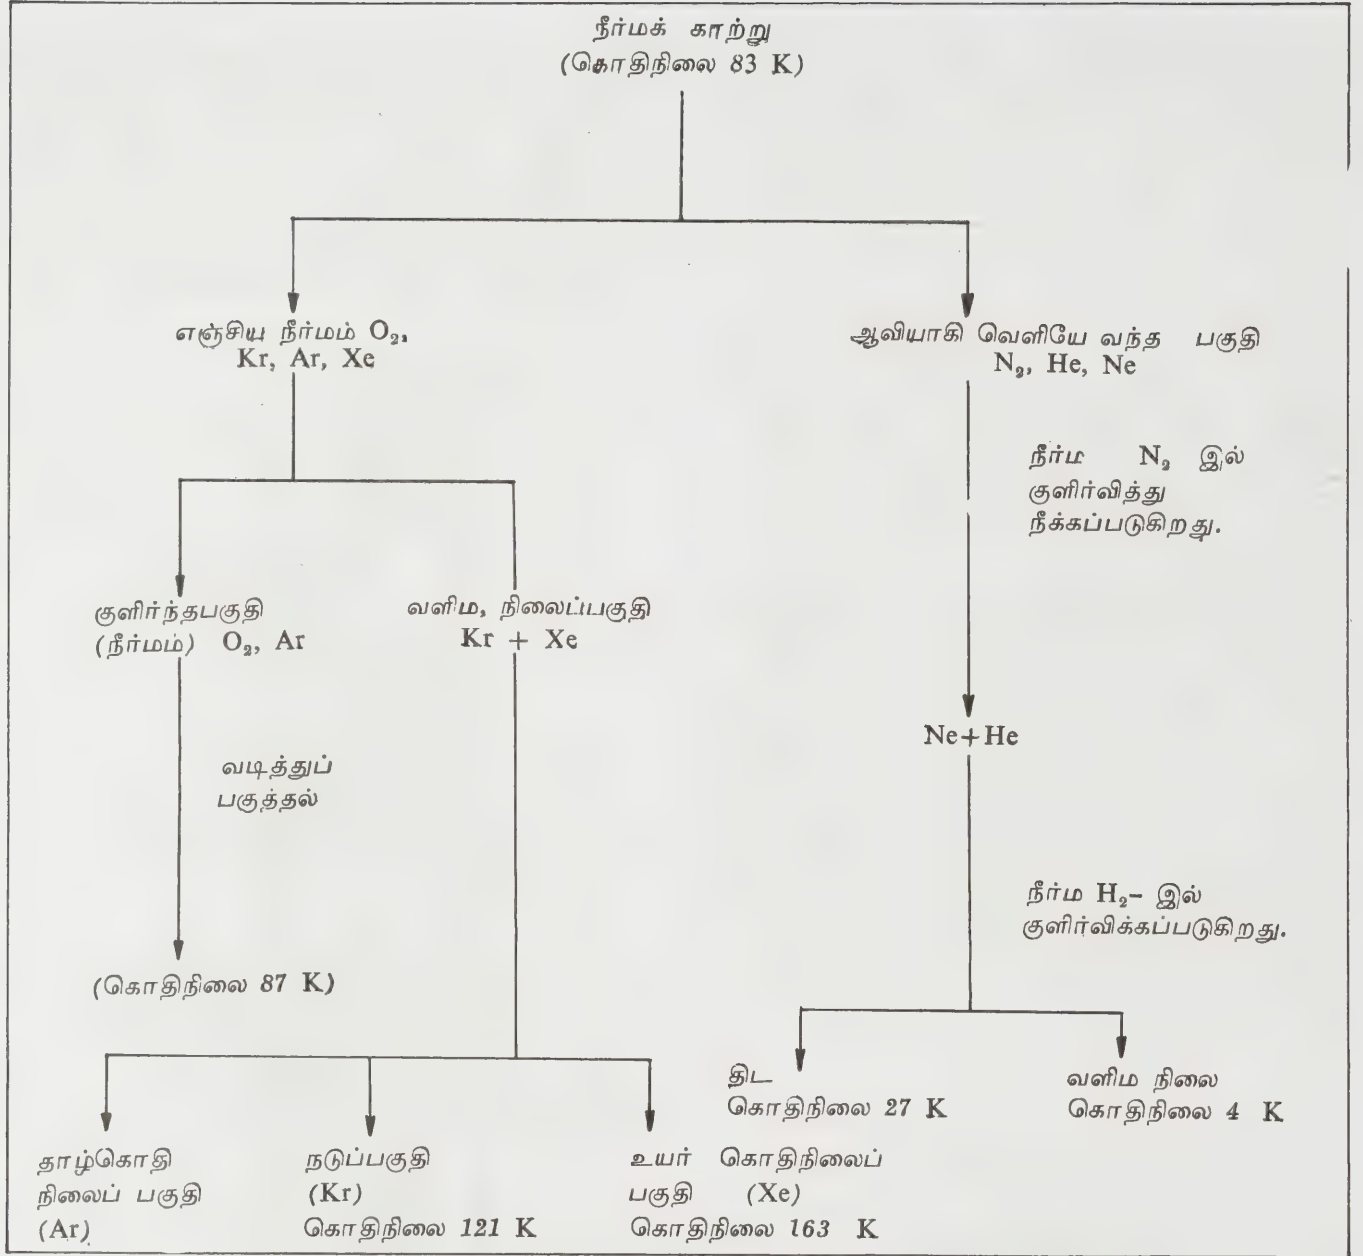 நீர்மக் காற்று
(கொதிநிலை 83 K)
எஞ்சிய நீர்மம் O₂,
Kr, Ar, Xe
ஆவியாகி வெளியே வந்த பகுதி
N₂, He, Ne
நீர்ம N₂ இல்
குளிர்வித்து
நீக்கப்படுகிறது.
குளிர்ந்தபகுதி
(நீர்மம்) O₂, Ar
வளிம, நிலைப்பகுதி
Kr + Xe
Ne+He
வடித்துப்
பகுத்தல்
நீர்ம H₂- இல்
குளிர்விக்கப்படுகிறது.
(கொதிநிலை 87 K)
திட
கொதிநிலை 27 K
வளிம நிலை
கொதிநிலை 4 K
தாழ்கொதி
நிலைப் பகுதி
(Ar)
நடுப்பகுதி
(Kr)
கொதிநிலை 121 K
உயர் கொதிநிலைப்
பகுதி (Xe)
கொதிநிலை 163 K